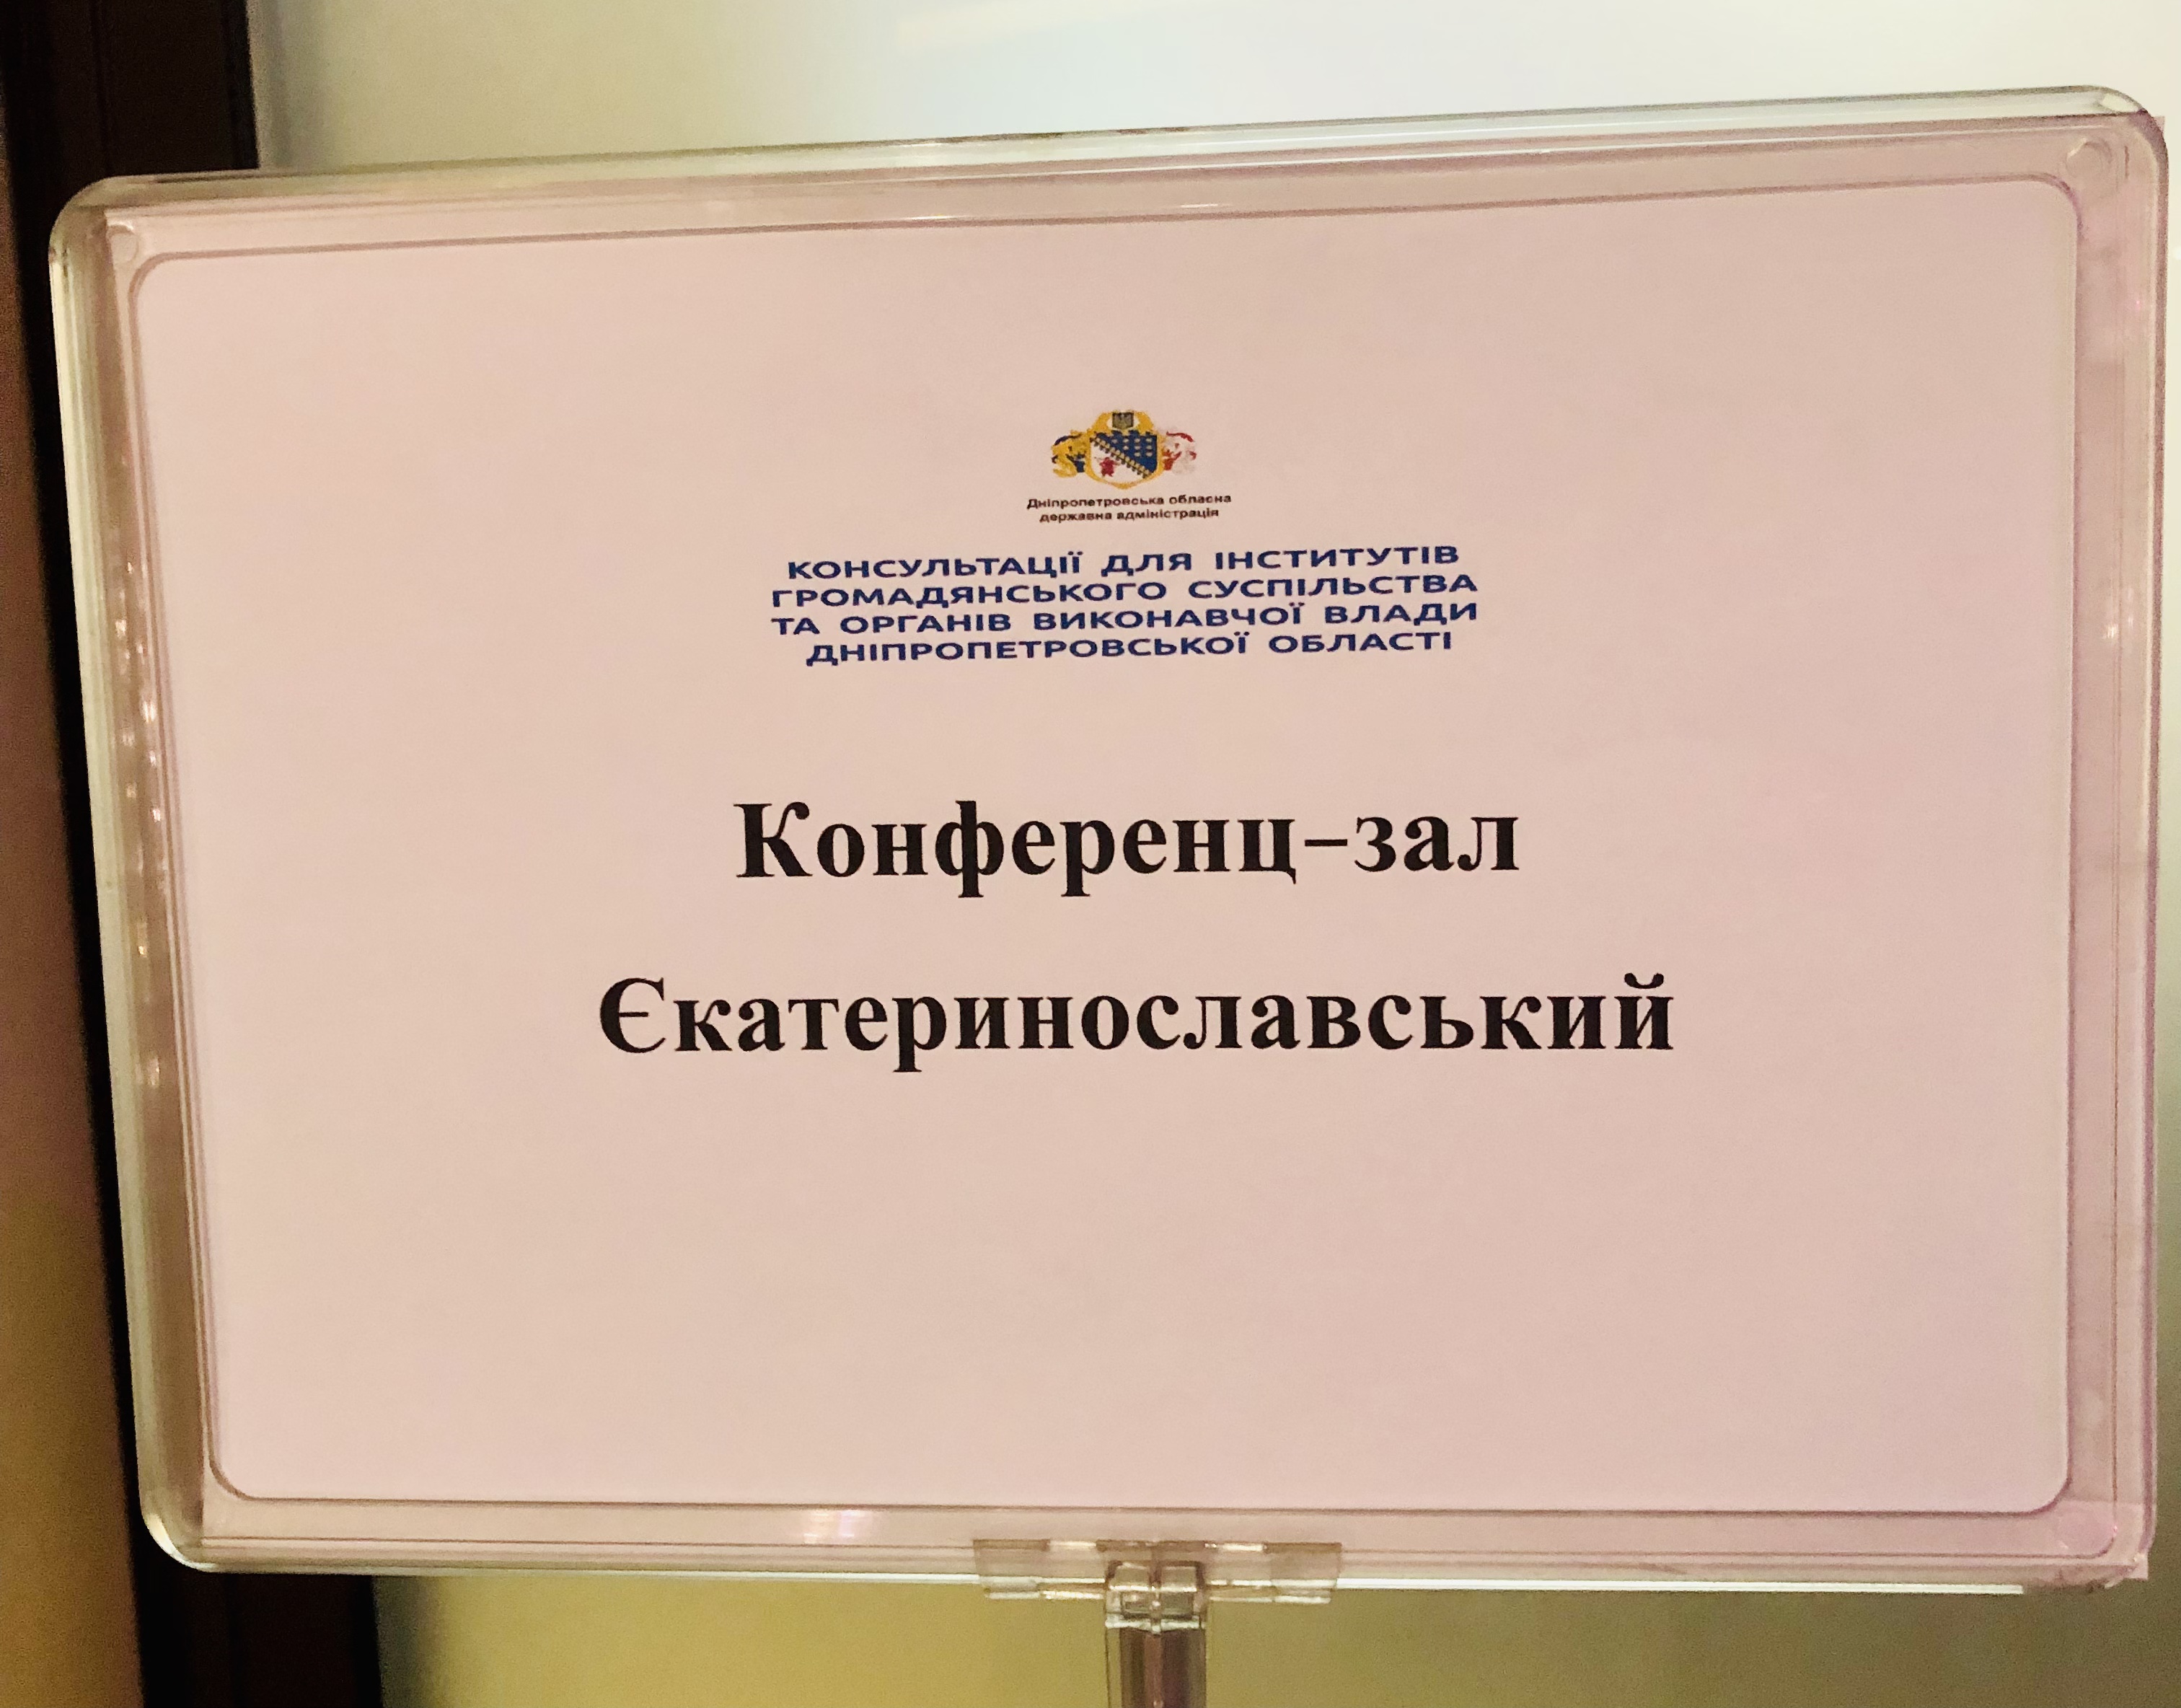 Дніпропетровська обласна
державна адміністрація
КОНСУЛЬТАЦІЇ ДЛЯ ІНСТИТУТІВ
ГРОМАДЯНСЬКОГО СУСПІЛЬСТВА
ТА ОРГАНІВ ВИКОНАВЧОЇ ВЛАДИ
ДНІПРОПЕТРОВСЬКОЇ ОБЛАСТІ
Конференц–зал
Єкатеринославський